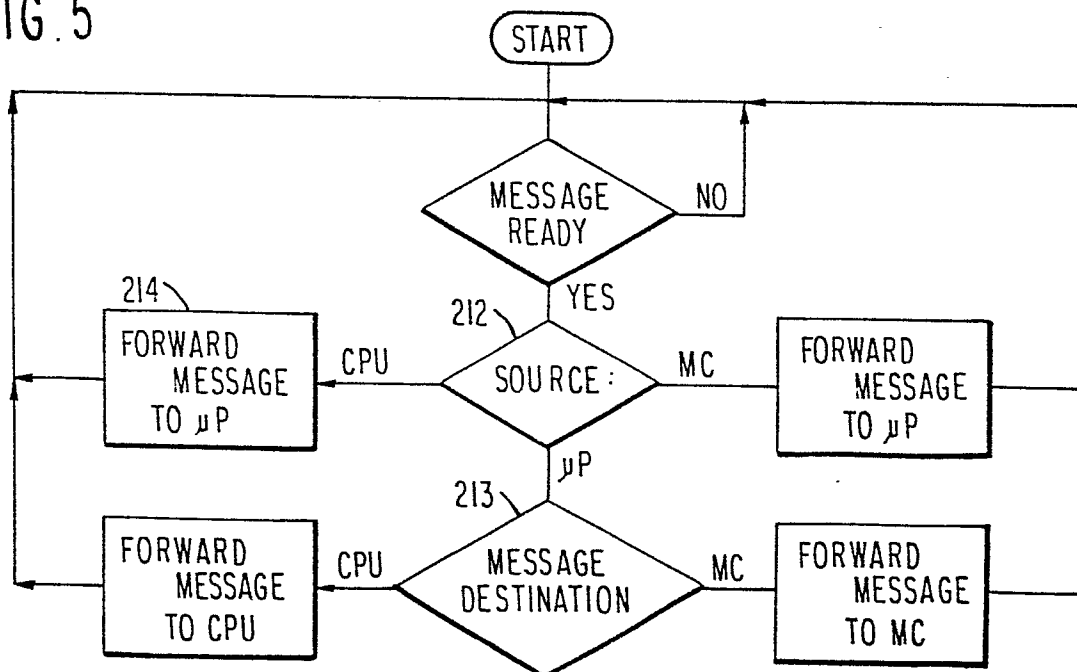 FIG. 5
START
MESSAGE
READY
NO
YES
214
212
FORWARD
MESSAGE
TO μP
CPU
SOURCE:
MC
FORWARD
MESSAGE
TO μP
μP
213
FORWARD
MESSAGE
TO CPU
CPU
MESSAGE
DESTINATION
MC
FORWARD
MESSAGE
TO MC